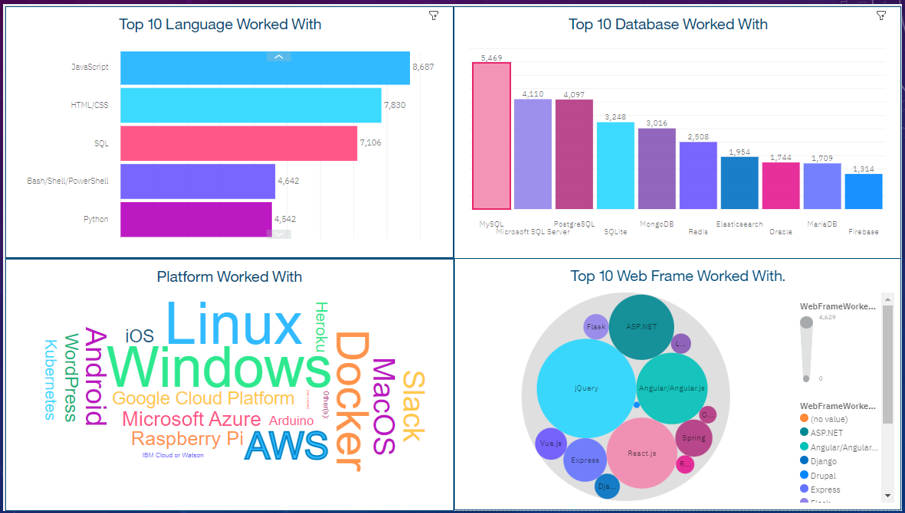 Top 10 Language Worked With
JavaScript
8,687
HTML/CSS
7,830
SQL
7,106
Bash/Shell/PowerShell
4,642
Python
4,542
Top 10 Database Worked With
5,469
4,110
4,097
3,248
3,016
2,508
1,954
1,744
1,709
1,314
MySQL
Microsoft SQL Server
PostgreSQL
SQLite
MongoDB
Redis
Elasticsearch
Oracle
MariaDB
Firebase
Platform Worked With
Linux
Windows
Docker
AWS
MacOS
Slack
Android
WordPress
Kubernetes
iOS
Heroku
Google Cloud Platform
Microsoft Azure
Arduino
Raspberry Pi
IBM Cloud or Watson
Other(s)
Top 10 Web Frame Worked With.
Flask
ASP.NET
L...
jQuery
Angular/Angular.js
O...
Spring
Vue.js
React.js
Express
Dja...
WebFrameWorke...
4,629
0
WebFrameWorke...
(no value)
ASP.NET
Angular/Angular...
Django
Drupal
Express
Flask